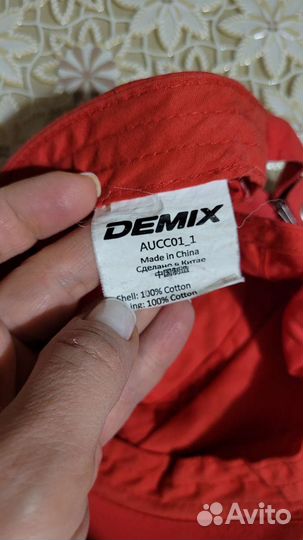 DEMIX
AUCC01_1
Made in China
Сделано в Китае
中国制造
Shell: 100% Cotton
ing: 100% Cotton
Avito